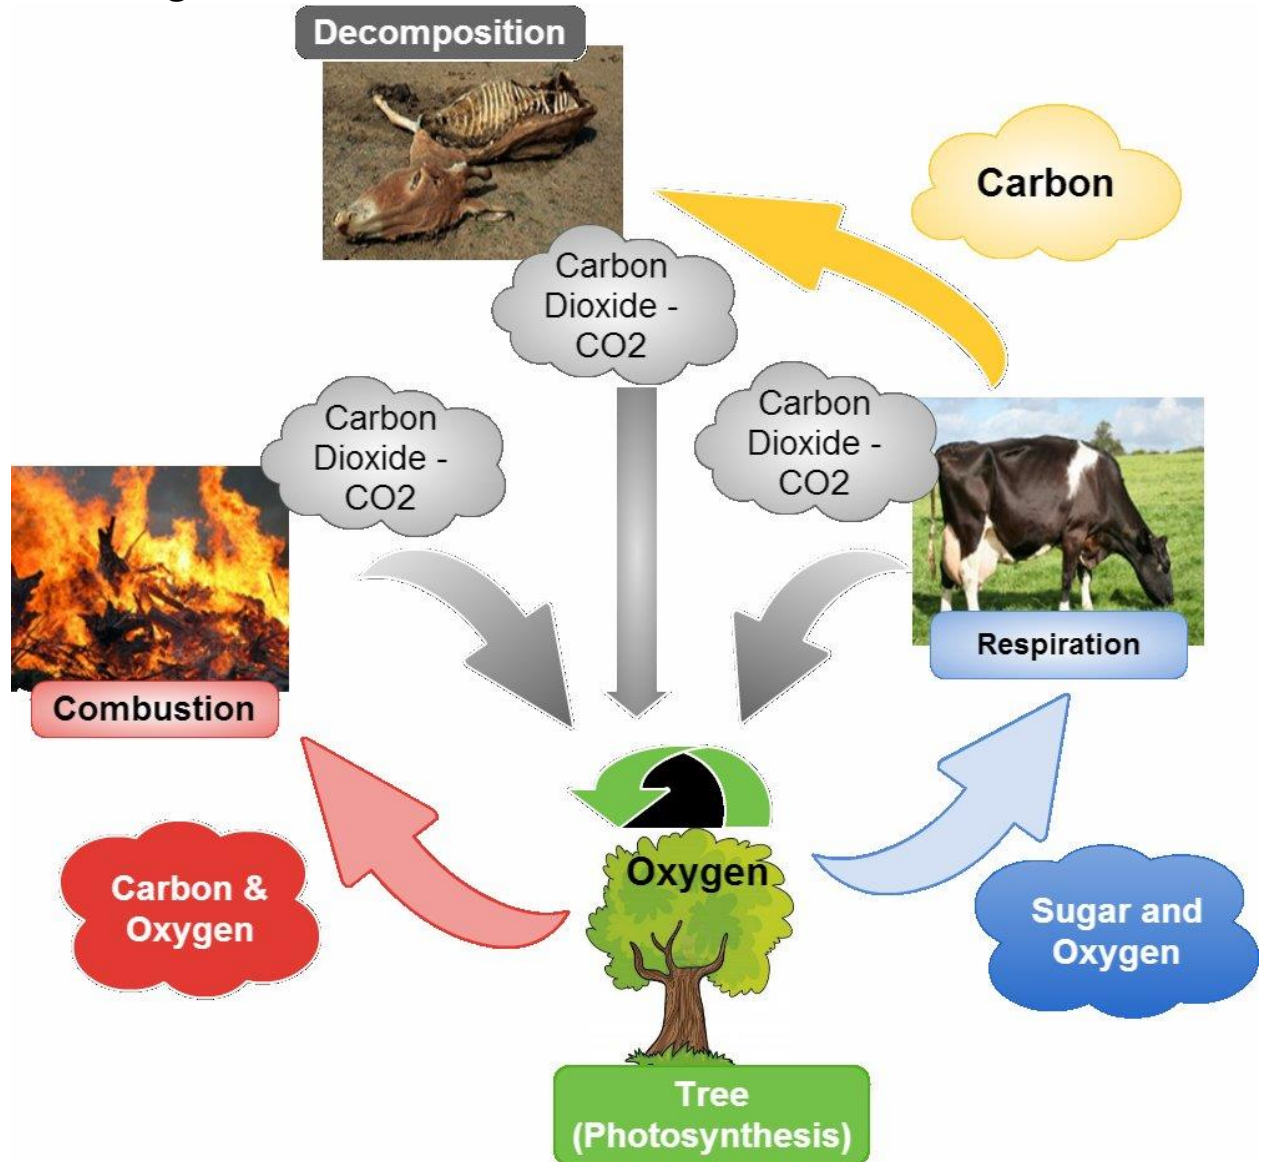 Decomposition
Carbon
Carbon
Dioxide -
CO2
Carbon
Dioxide -
CO2
Carbon
Dioxide -
CO2
Respiration
Combustion
Oxygen
Carbon &
Oxygen
Sugar and
Oxygen
Tree
(Photosynthesis)